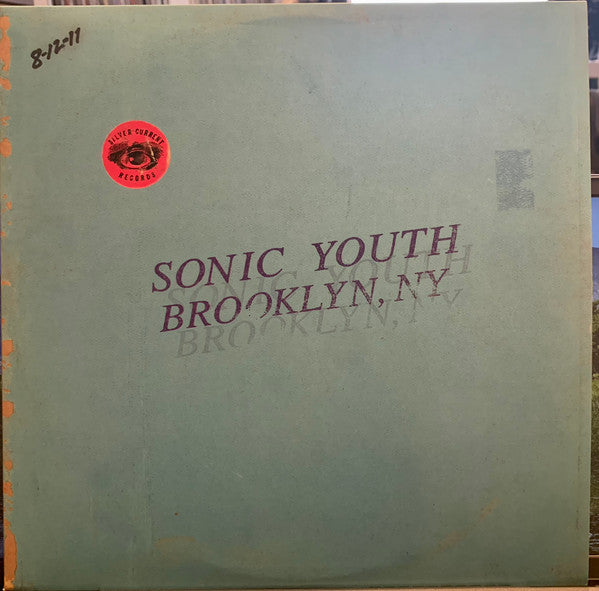 8-12-11
SILVER CURRENT
RECORDS
SONIC YOUTH
SONIC YOUTH
BROOKLYN, NY
BROOKLYN, NY